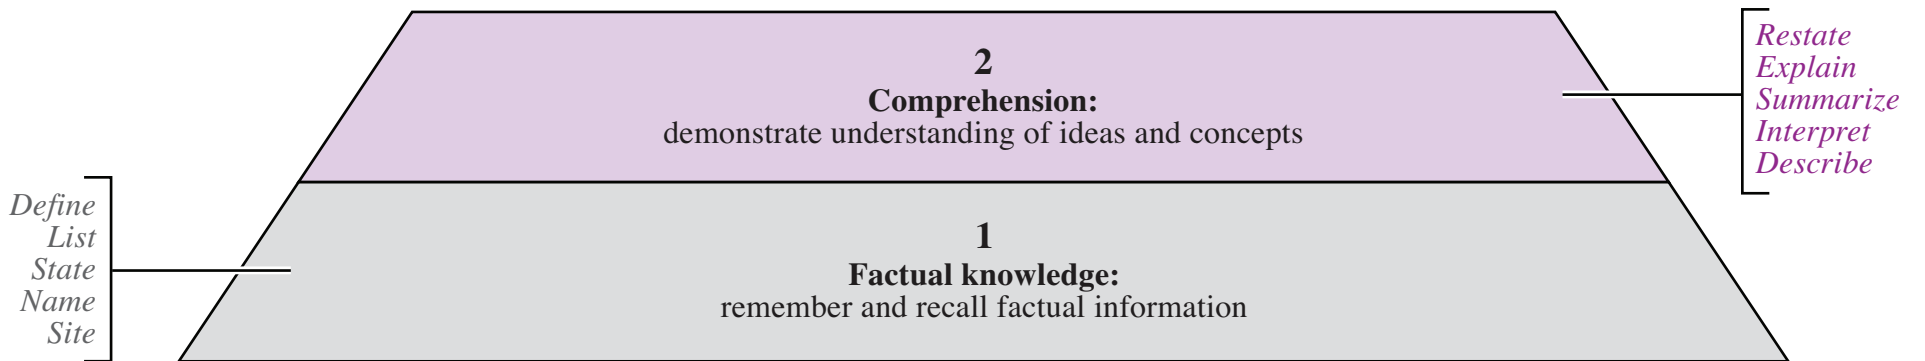 2
Comprehension:
demonstrate understanding of ideas and concepts
Restate
Explain
Summarize
Interpret
Describe
Define
List
State
Name
Site
1
Factual knowledge:
remember and recall factual information